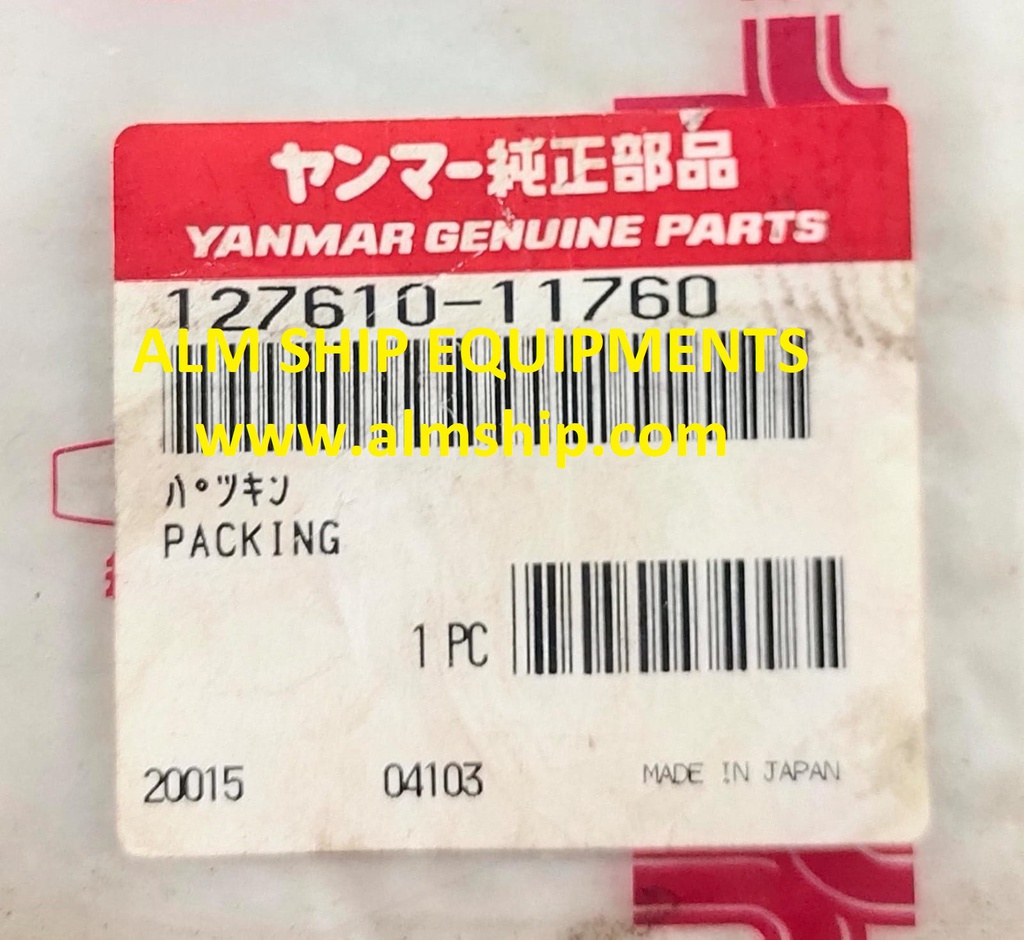 ヤンマー純正部品
YANMAR GENUINE PARTS
127610-11760
ALM SHIP EQUIPMENTS
www.almship.com
パツキン
PACKING
1 PC
20015 04103 MADE IN JAPAN